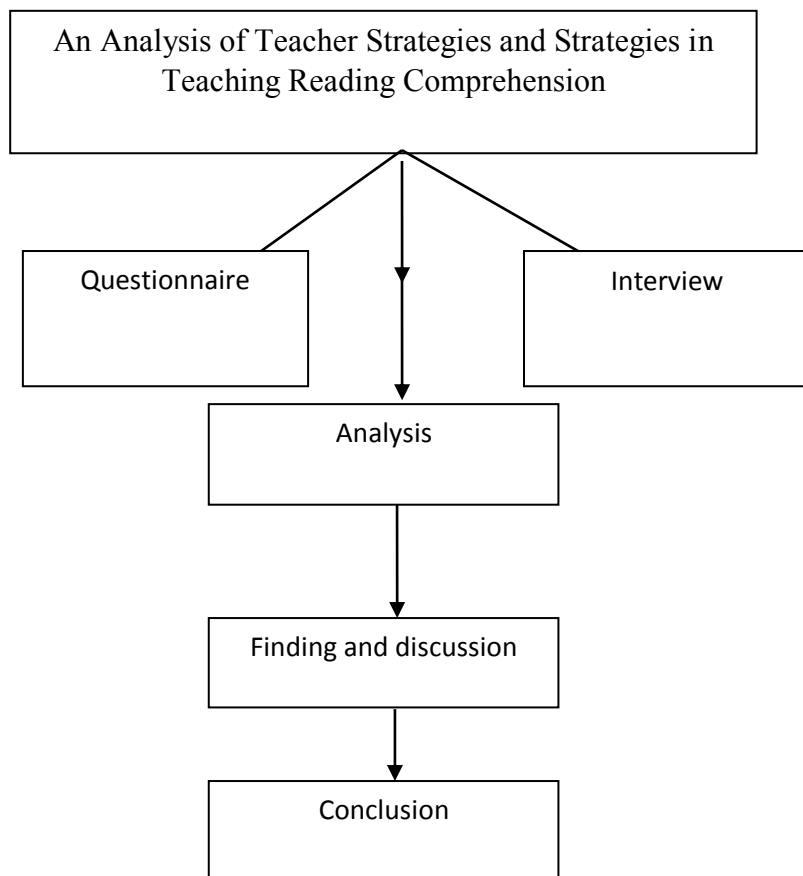 An Analysis of Teacher Strategies and Strategies in
Teaching Reading Comprehension
Questionnaire
Interview
Analysis
Finding and discussion
Conclusion